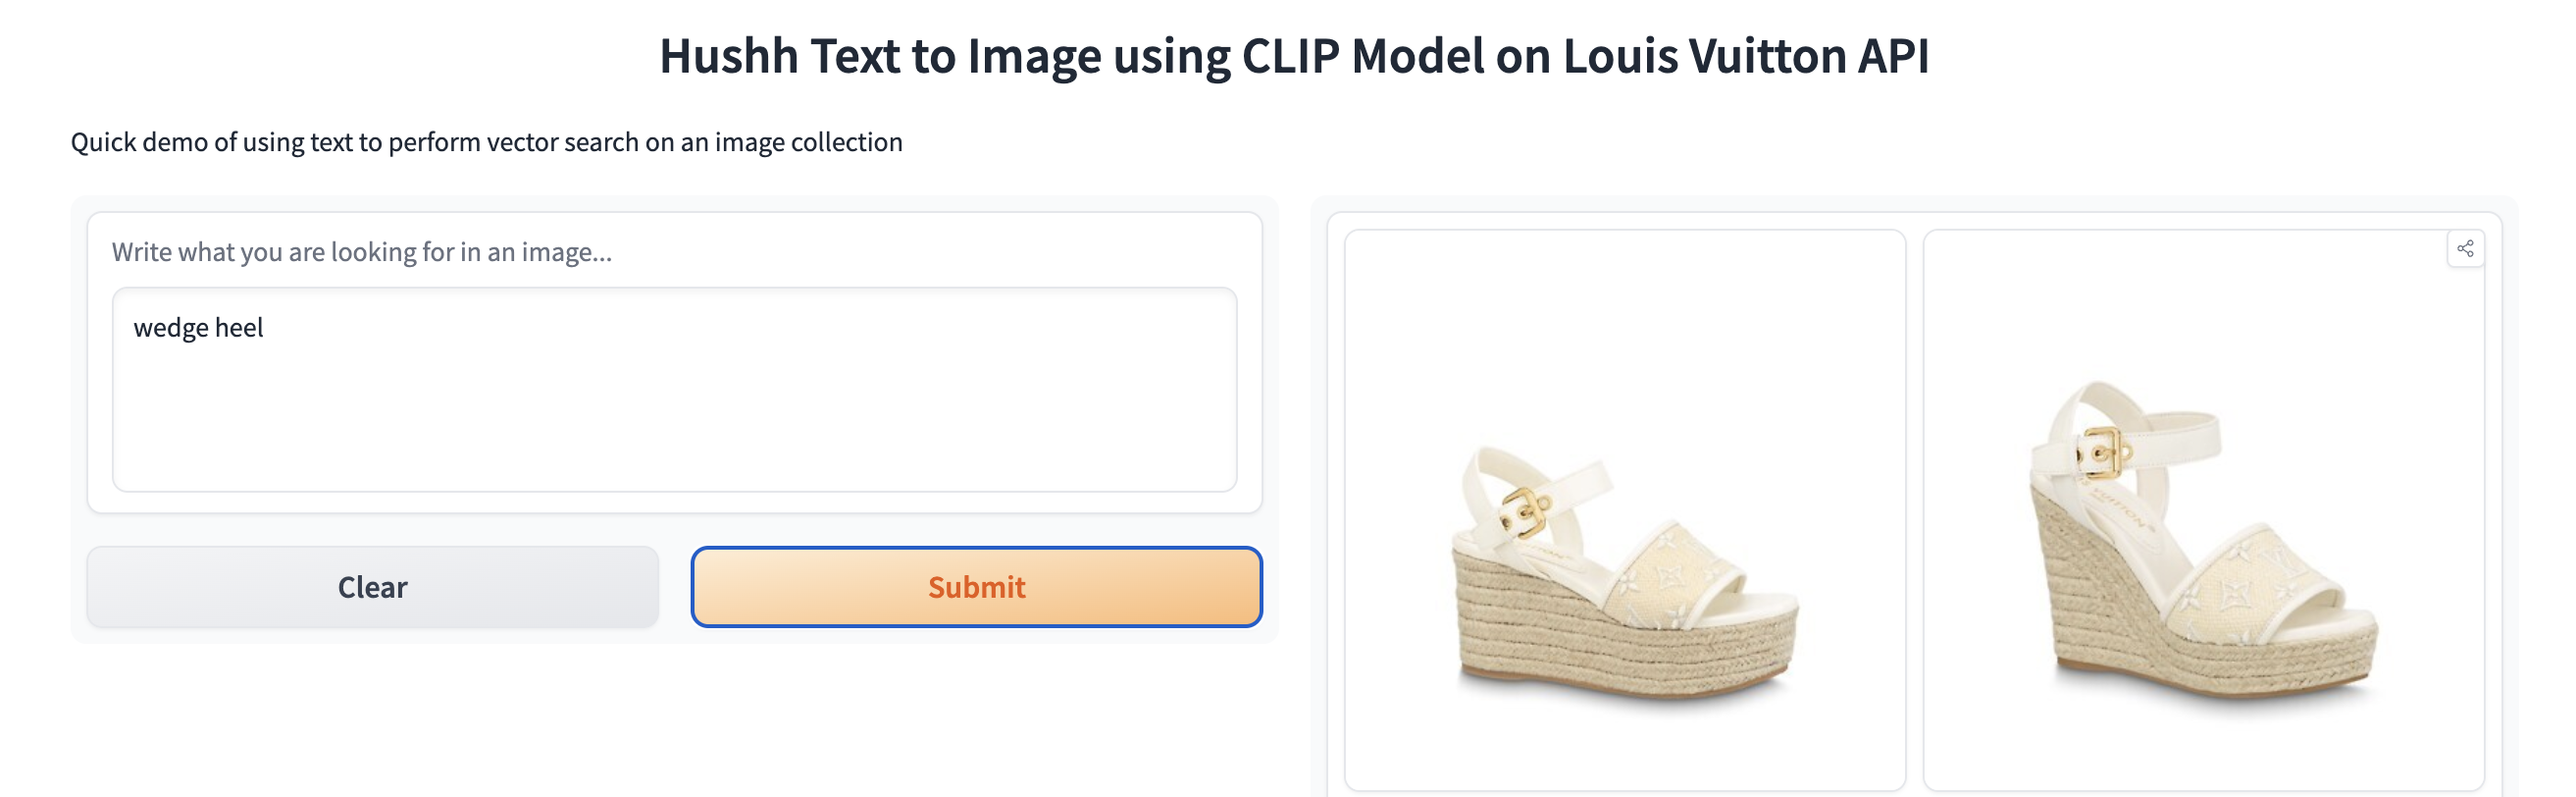 Hushh Text to Image using CLIP Model on Louis Vuitton API
Quick demo of using text to perform vector search on an image collection
Write what you are looking for in an image...
wedge heel
Clear
Submit